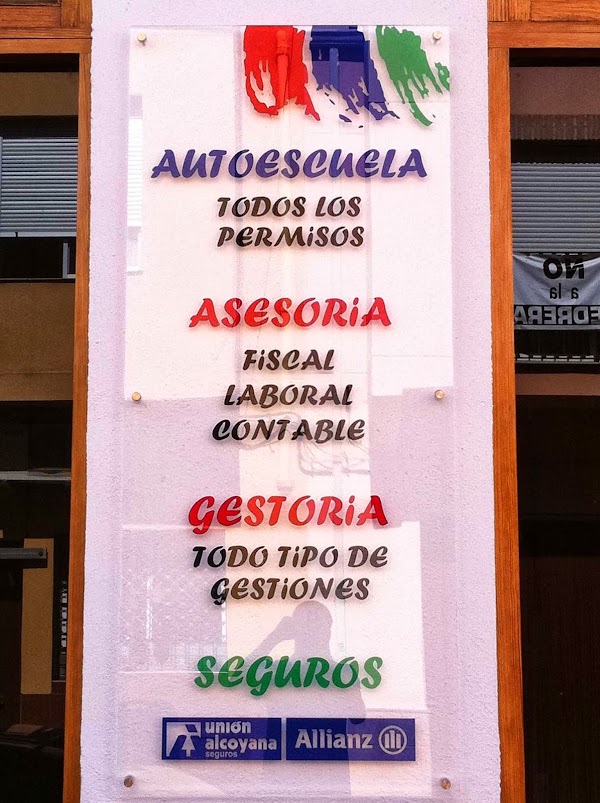 AUTOESCUELA
TODOS LOS
PERMiSOS
ASESORiA
FiSCAL
LABORAL
CONTABLE
GESTORiA
TODO TiPO DE
GESTiONES
SEGUROS
unión
alcoyana
seguros
Allianz
NO
a la
EDRERA